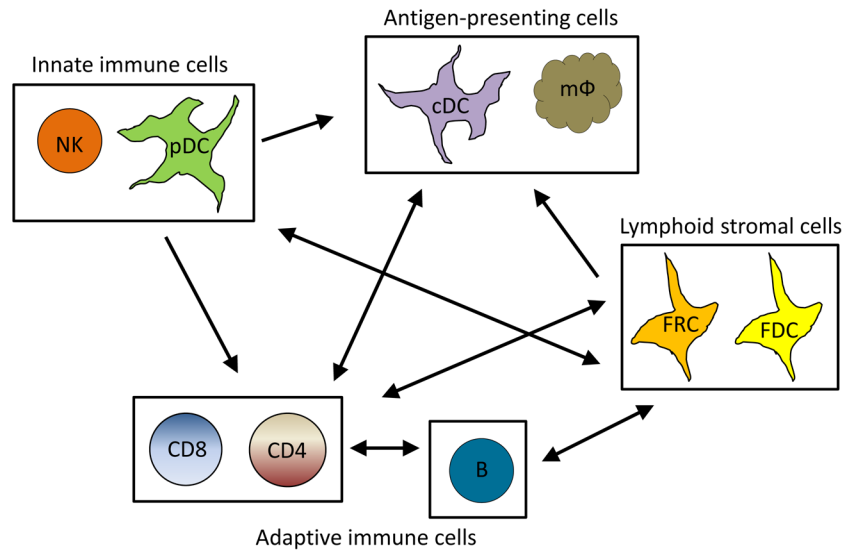 Antigen-presenting cells
Innate immune cells
cDC
mΦ
NK
pDC
Lymphoid stromal cells
FRC
FDC
CD8
CD4
B
Adaptive immune cells